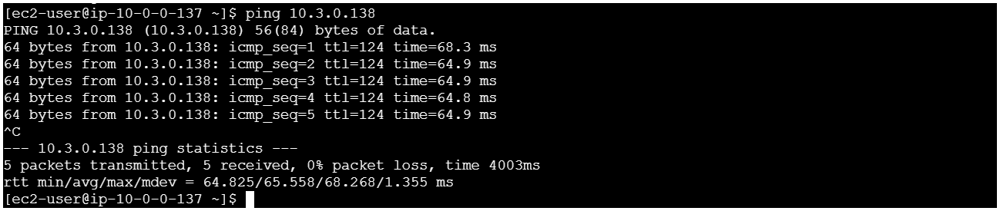 [ec2-user@ip-10-0-0-137 ~]$ ping 10.3.0.138
PING 10.3.0.138 (10.3.0.138) 56(84) bytes of data.
64 bytes from 10.3.0.138: icmp_seq=1 ttl=124 time=68.3 ms
64 bytes from 10.3.0.138: icmp_seq=2 ttl=124 time=64.9 ms
64 bytes from 10.3.0.138: icmp_seq=3 ttl=124 time=64.9 ms
64 bytes from 10.3.0.138: icmp_seq=4 ttl=124 time=64.8 ms
64 bytes from 10.3.0.138: icmp_seq=5 ttl=124 time=64.9 ms
^C
--- 10.3.0.138 ping statistics ---
5 packets transmitted, 5 received, 0% packet loss, time 4003ms
rtt min/avg/max/mdev = 64.825/65.558/68.268/1.355 ms
[ec2-user@ip-10-0-0-137 ~]$